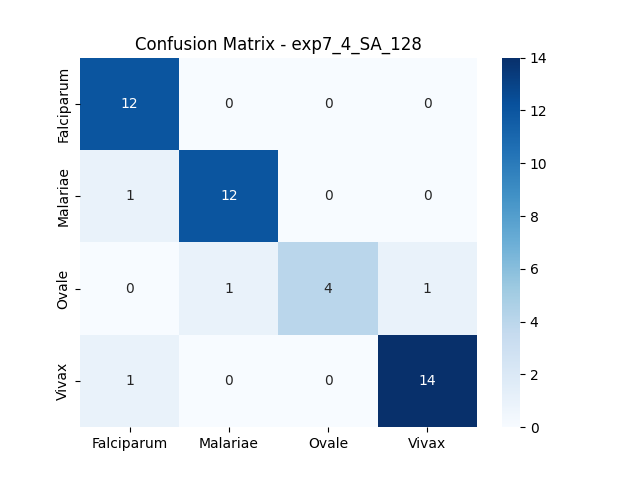 Confusion Matrix - exp7_4_SA_128
Falciparum 12 0 0 0
Malariae 1 12 0 0
Ovale 0 1 4 1
Vivax 1 0 0 14
Falciparum Malariae Ovale Vivax
14
12
10
8
6
4
2
0